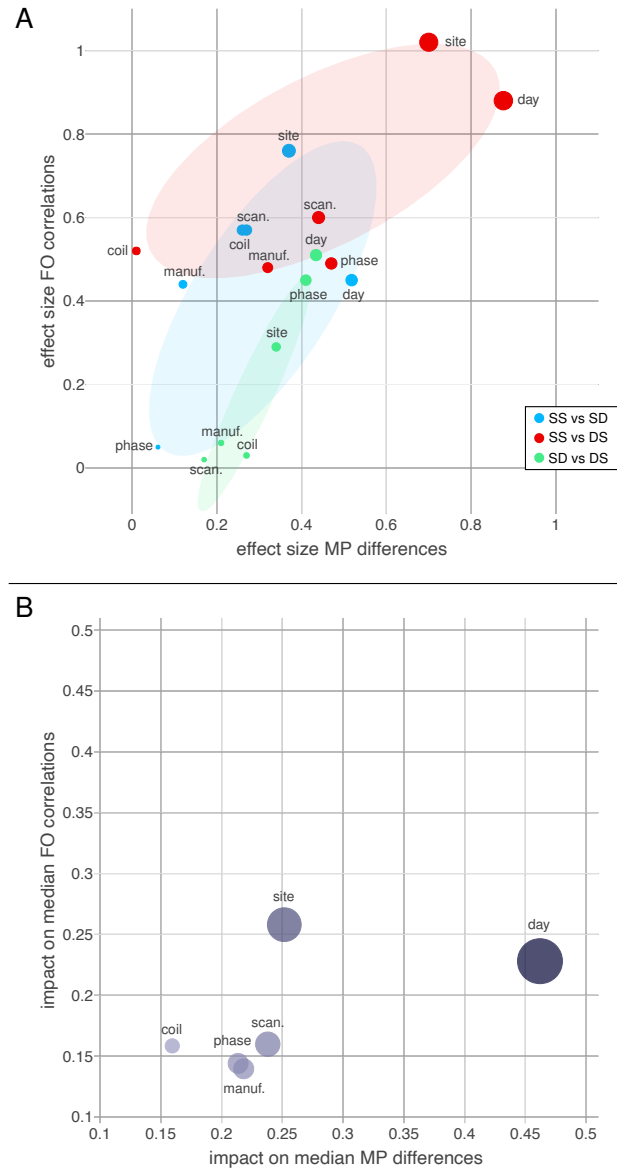 A
effect size FO correlations
1
0.8
0.6
0.4
0.2
0
site
day
site
scan.
scan.
coil
day
coil
manuf.
phase
manuf.
phase
day
site
phase
manuf.
coil
scan.
SS vs SD
SS vs DS
SD vs DS
0
0.2
0.4
0.6
0.8
1
effect size MP differences
B
impact on median FO correlations
0.5
0.45
0.4
0.35
0.3
0.25
0.2
0.15
0.1
site
day
coil
scan.
phase
manuf.
0.1
0.15
0.2
0.25
0.3
0.35
0.4
0.45
0.5
impact on median MP differences